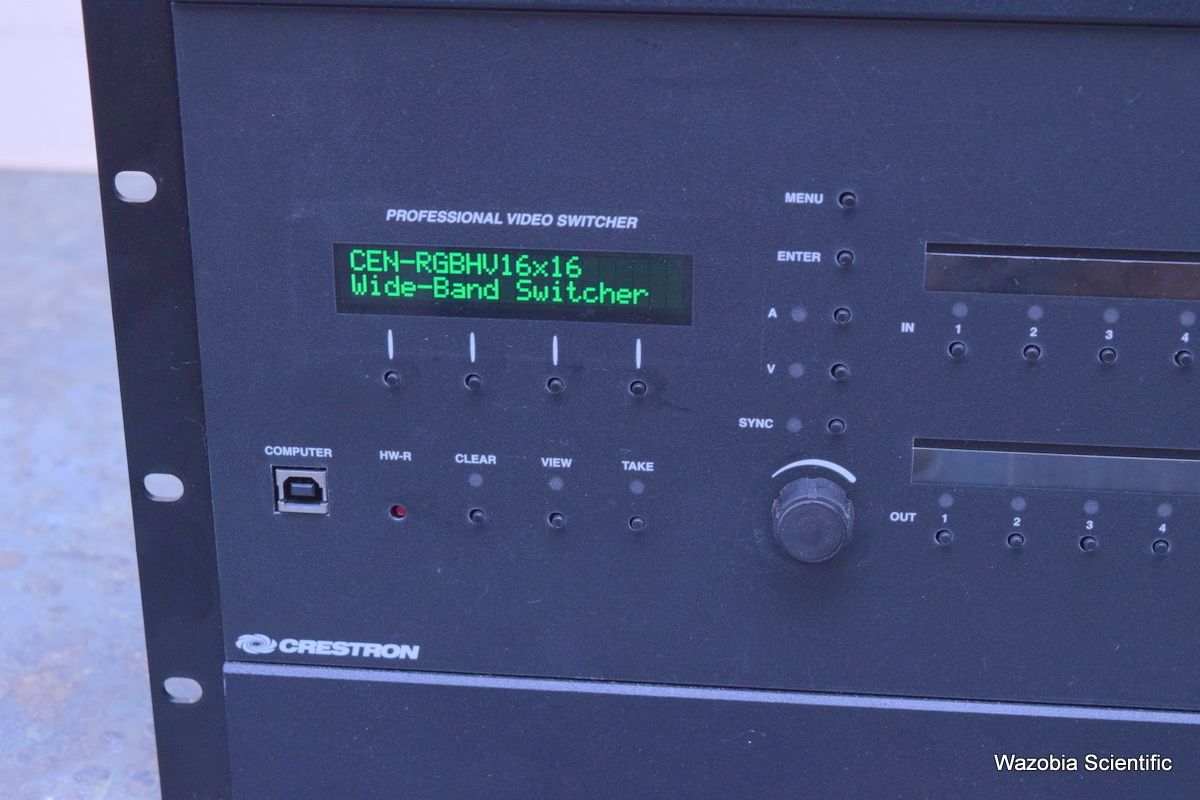 PROFESSIONAL VIDEO SWITCHER
CEN-RGBHV16x16
Wide-Band Switcher
MENU
ENTER
A
V
SYNC
IN 1 2 3 4
COMPUTER HW-R CLEAR VIEW TAKE
OUT 1 2 3 4
CRESTRON
Wazobia Scientific